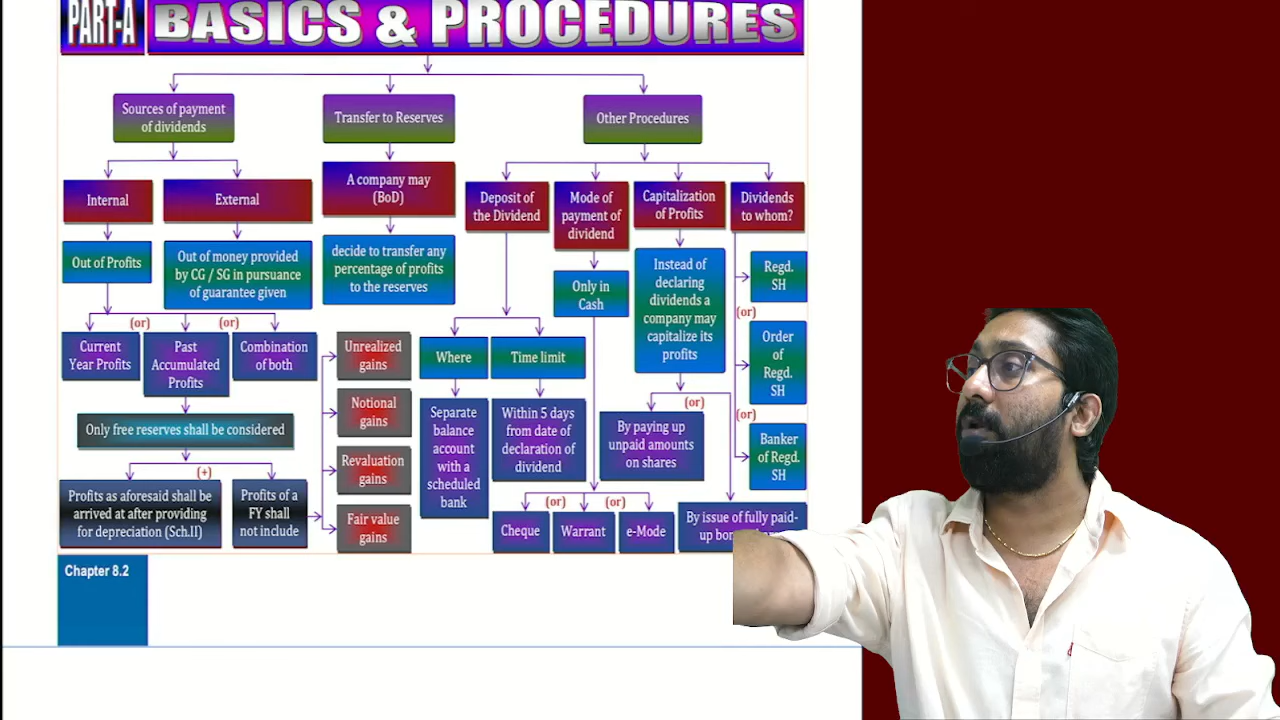 PART-A
BASICS & PROCEDURES
Sources of payment
of dividends
Transfer to Reserves
Other Procedures
Internal
External
A company may
(BoD)
Deposit of
the Dividend
Mode of
payment of
dividend
Capitalization
of Profits
Dividends
to whom?
Out of Profits
Out of money provided
by CG / SG in pursuance
of guarantee given
decide to transfer any
percentage of profits
to the reserves
Only in
Cash
Instead of
declaring
dividends a
company may
capitalize its
profits
Regd.
SH
(or)
(or)
(or)
Order
of
Regd.
SH
Current
Year Profits
Past
Accumulated
Profits
Combination
of both
Unrealized
gains
Where
Time limit
Notional
gains
Separate
balance
account
with a
scheduled
bank
Within 5 days
from date of
declaration of
dividend
(or)
By paying up
unpaid amounts
on shares
(or)
Banker
of Regd.
SH
Only free reserves shall be considered
Revaluation
gains
(+)
Profits as aforesaid shall be
arrived at after providing
for depreciation (Sch.II)
Profits of a
FY shall
not include
Fair value
gains
(or)
(or)
Cheque
Warrant
e-Mode
By issue of fully paid-
up
Chapter 8.2